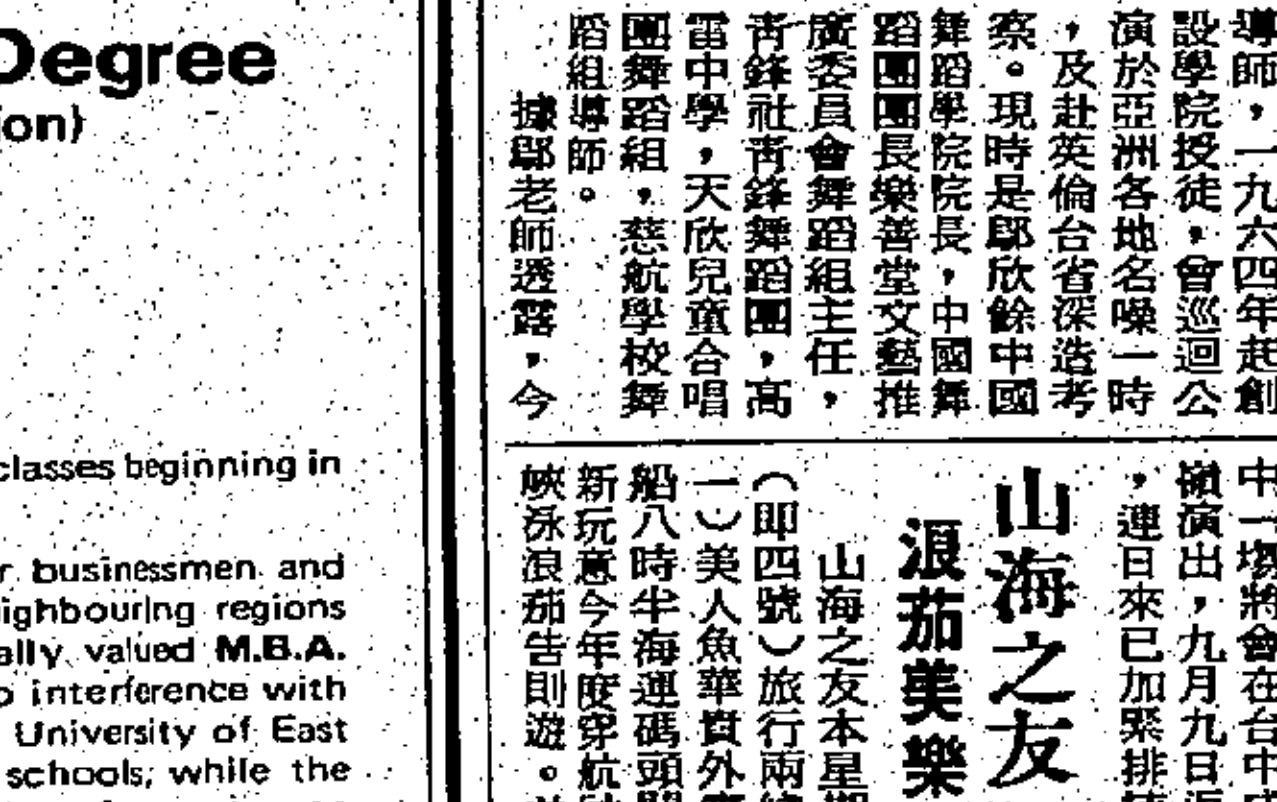 Degree
ion)
classes beginning in
businessmen and
ighbouring regions
ally valued M.B.A.
interference with
University of East
schools, while the
導師，一九六四年起創
設學院授徒，曾巡迴公
演於亞洲各地名噪一時
，及赴英倫台省深造考
察。現時是鄔欣餘中國
舞蹈學院院長，中國舞
蹈團團長樂善堂文藝推
廣委員會舞蹈組主任，
青鋒社青鋒舞蹈團，高
雷中學，天欣兒童合唱
團舞蹈組，慈航學校舞
蹈組導師。
據鄔老師透露，今
中一場將會在台中
嶺演出，九月九日
，連日來已加緊排
山海之友
浪茄美樂
山海之友本星期
（即四號）旅行兩
一）美人魚華賓外
船八時半海運碼頭
新玩意今年度穿航
峽泳浪茄告則遊。